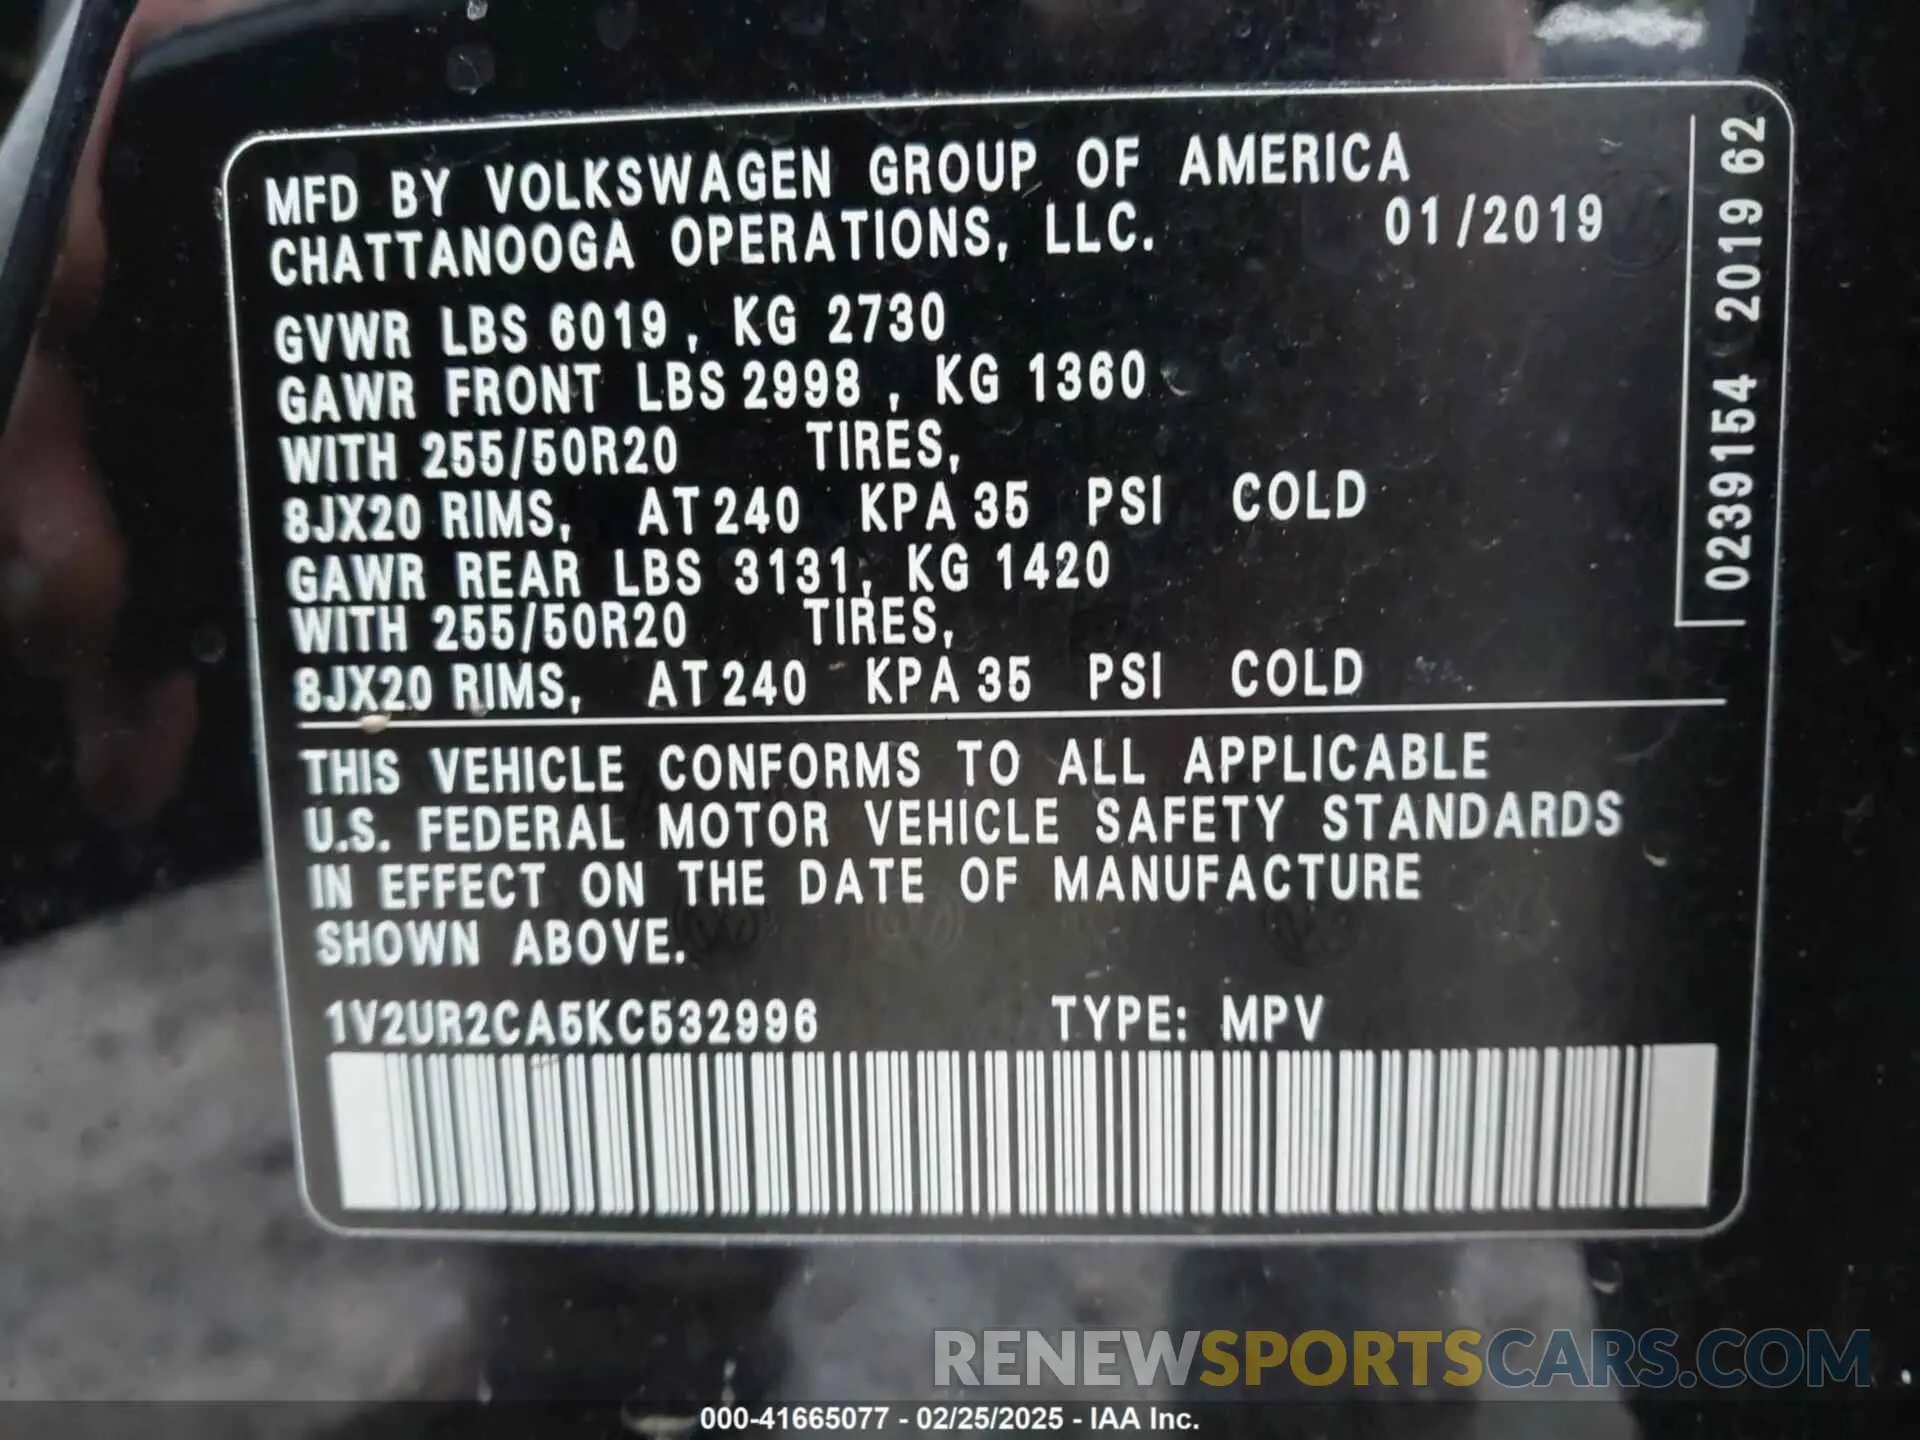 MFD BY VOLKSWAGEN GROUP OF AMERICA
CHATTANOOGA OPERATIONS, LLC. 01/2019
GVWR LBS 6019, KG 2730
GAWR FRONT LBS 2998, KG 1360
WITH 255/50R20 TIRES,
8JX20 RIMS, AT 240 KPA 35 PSI COLD
GAWR REAR LBS 3131, KG 1420
WITH 255/50R20 TIRES,
8JX20 RIMS, AT 240 KPA 35 PSI COLD
0239154 2019 62
THIS VEHICLE CONFORMS TO ALL APPLICABLE
U.S. FEDERAL MOTOR VEHICLE SAFETY STANDARDS
IN EFFECT ON THE DATE OF MANUFACTURE
SHOWN ABOVE.
1V2UR2CA5KC532996 TYPE: MPV
RENEWSPORTSCARS.COM
000-41665077 - 02/25/2025 - IAA Inc.